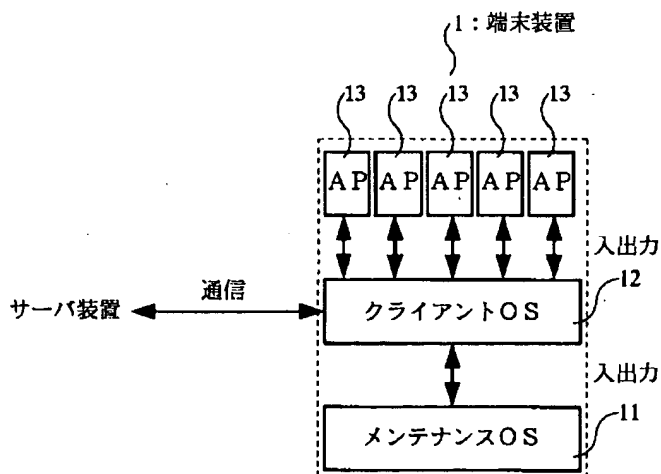 1：端末装置
13 13 13 13 13
AP AP AP AP AP
入出力
通信
サーバ装置
クライアントOS
12
入出力
メンテナンスOS
11